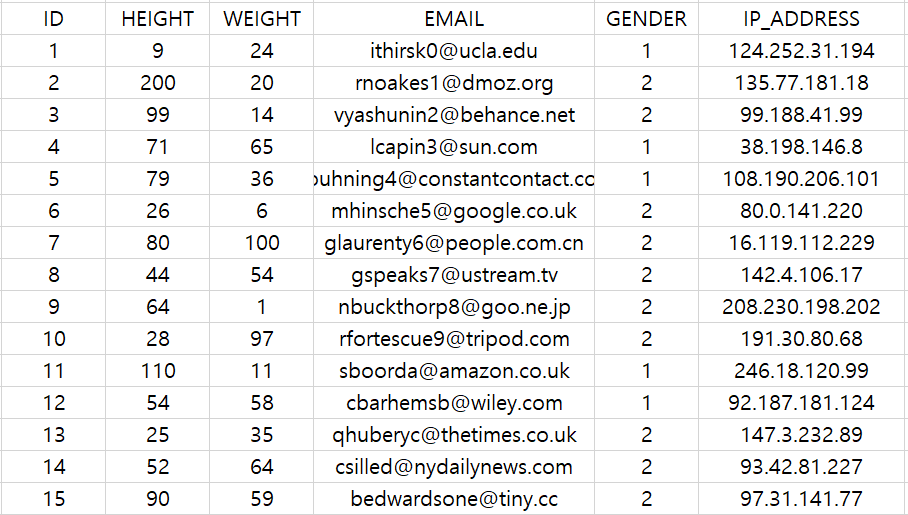 ID HEIGHT WEIGHT EMAIL GENDER IP_ADDRESS
1 9 24 ithirsk0@ucla.edu 1 124.252.31.194
2 200 20 rnoakes1@dmoz.org 2 135.77.181.18
3 99 14 vyashunin2@behance.net 2 99.188.41.99
4 71 65 lcapin3@sun.com 1 38.198.146.8
5 79 36 1 108.190.206.101
6 26 6 mhinsche5@google.co.uk 2 80.0.141.220
7 80 100 glaurenty6@people.com.cn 2 16.119.112.229
8 44 54 gspeaks7@ustream.tv 2 142.4.106.17
9 64 1 nbuckthorp8@goo.ne.jp 2 208.230.198.202
10 28 97 rfortescue9@tripod.com 2 191.30.80.68
11 110 11 sboorda@amazon.co.uk 1 246.18.120.99
12 54 58 cbarhemsb@wiley.com 1 92.187.181.124
13 25 35 qhuberyc@thetimes.co.uk 2 147.3.232.89
14 52 64 csilled@nydailynews.com 2 93.42.81.227
15 90 59 bedwardsone@tiny.cc 2 97.31.141.77